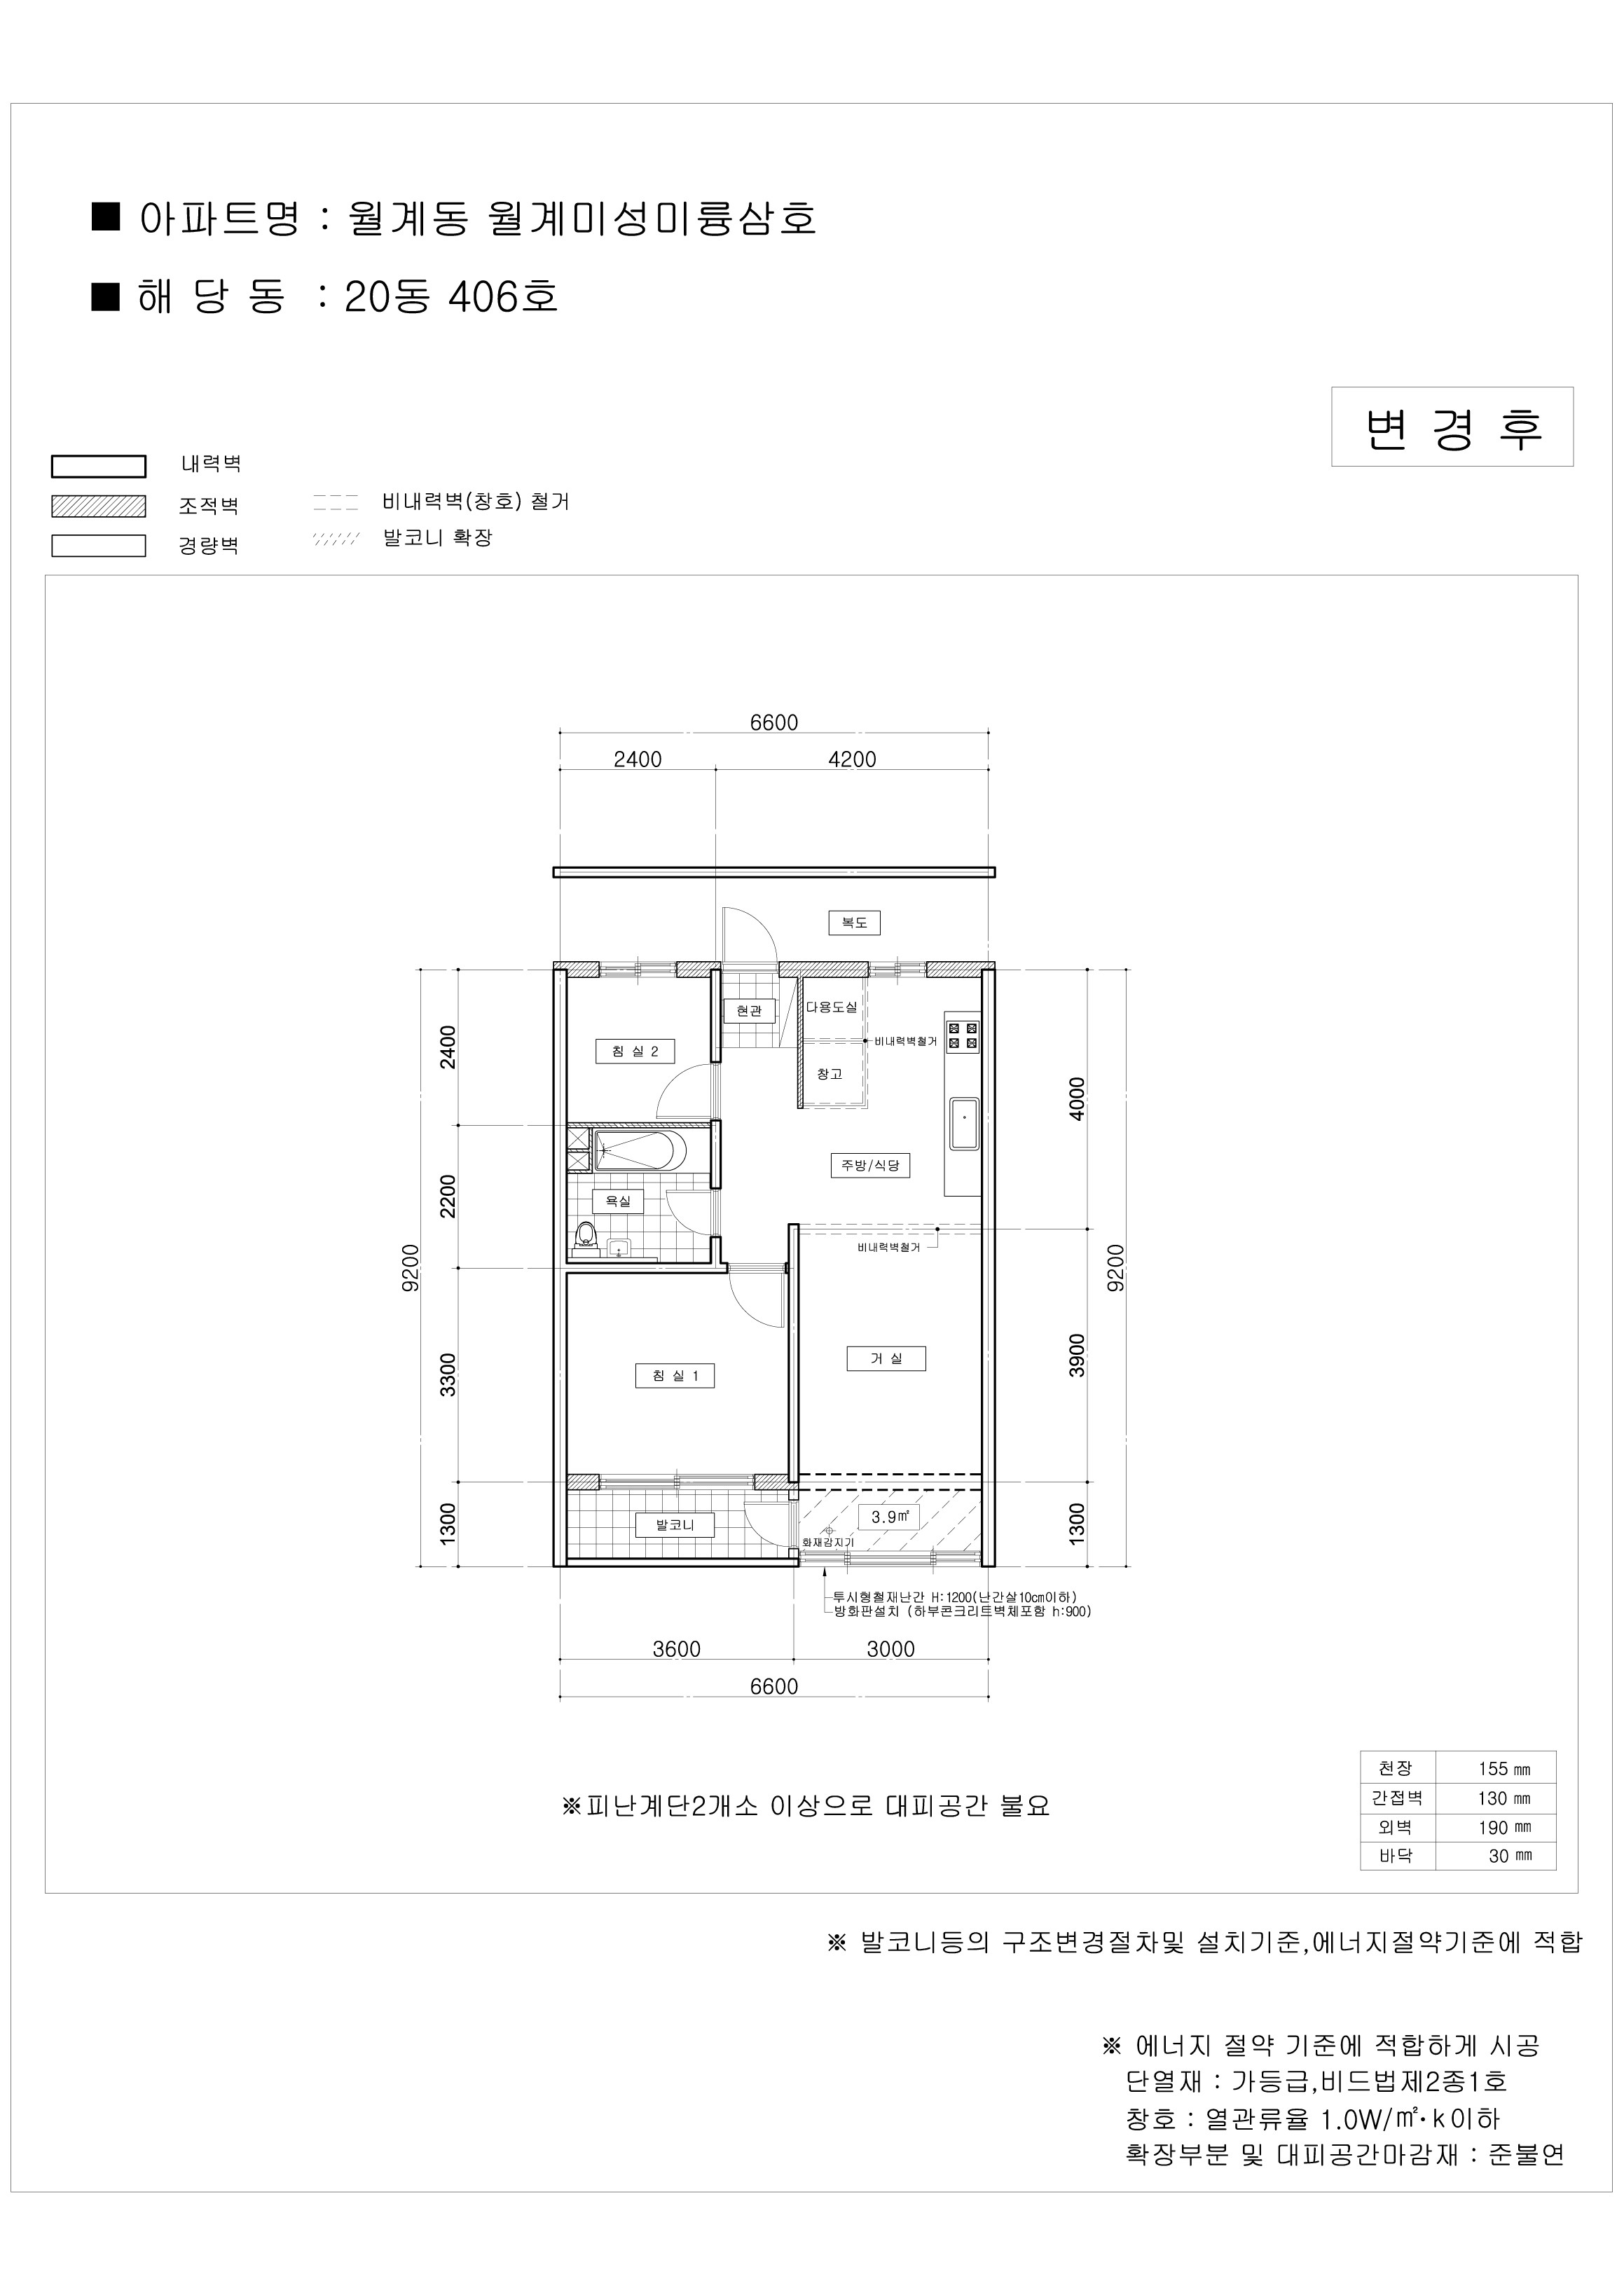 ■ 아파트명 : 월계동 월계미성미륭삼호
■ 해 당 동 : 20동 406호
변 경 후
내력벽
조적벽
경량벽
비내력벽(창호) 철거
발코니 확장
6600
2400
4200
복도
현관
다용도실
비내력벽철거
침 실 2
창고
2400
4000
주방/식당
욕실
2200
비내력벽철거
9200
9200
거 실
침 실 1
3300
3900
발코니
3.9㎡
화재감지기
1300
1300
투시형철재난간 H:1200(난간살10㎝이하)
방화판설치 (하부콘크리트벽체포함 h:900)
3600
3000
6600
※피난계단2개소 이상으로 대피공간 불요
천장 155 ㎜
간접벽 130 ㎜
외벽 190 ㎜
바닥 30 ㎜
※ 발코니등의 구조변경절차및 설치기준,에너지절약기준에 적합
※ 에너지 절약 기준에 적합하게 시공
단열재 : 가등급,비드법제2종1호
창호 : 열관류율 1.0W/㎡·k이하
확장부분 및 대피공간마감재 : 준불연